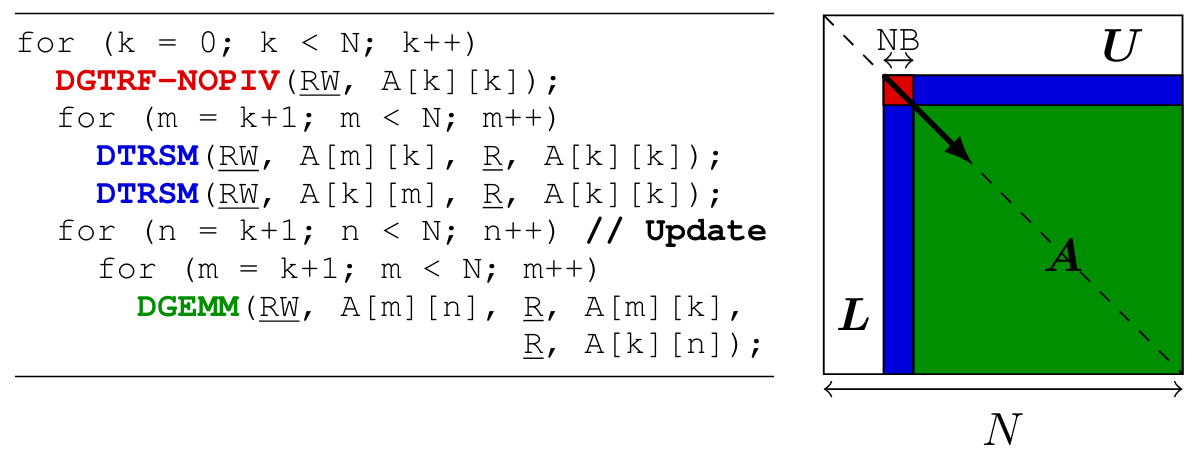 for (k = 0; k < N; k++)
DGTRF-NOPIV(RW, A[k][k]);
for (m = k+1; m < N; m++)
DTRSM(RW, A[m][k], R, A[k][k]);
DTRSM(RW, A[k][m], R, A[k][k]);
for (n = k+1; n < N; n++) // Update
for (m = k+1; m < N; m++)
DGEMM(RW, A[m][n], R, A[m][k],
R, A[k][n]);
NB
U
A
L
N